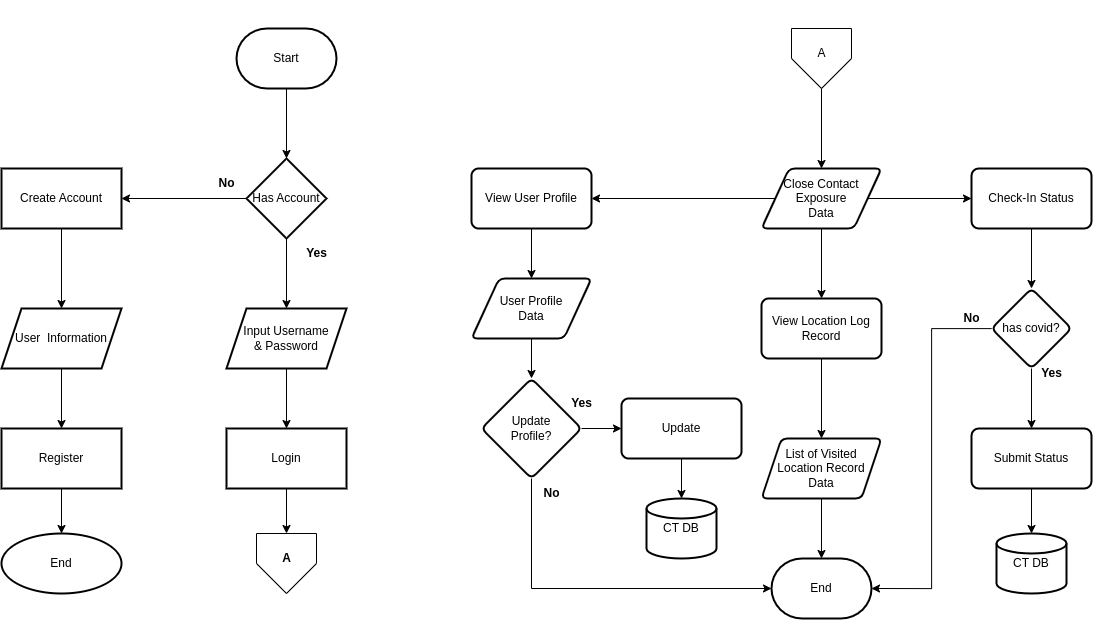 Start
No
Has Account
Create Account
Yes
User  Information
Input Username
& Password
Register
Login
End
A
A
View User Profile
Close Contact
Exposure
Data
Check-In Status
User Profile
Data
View Location Log
Record
No
has covid?
Yes
Update
Profile?
Yes
Update
No
CT DB
List of Visited
Location Record
Data
Submit Status
CT DB
End